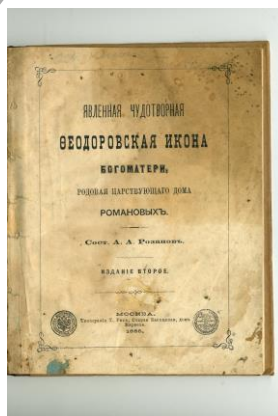 ЯВЛЕННАЯ ЧУДОТВОРНАЯ
ѲЕОДОРОВСКАЯ ИКОНА
БОГОМАТЕРИ,
РОДОВАЯ ЦАРСТВУЮЩАГО ДОМА
РОМАНОВЫХЪ.
Сост. А. А. Розановъ.
ИЗДАНІЕ ВТОРОЕ.
МОСКВА.